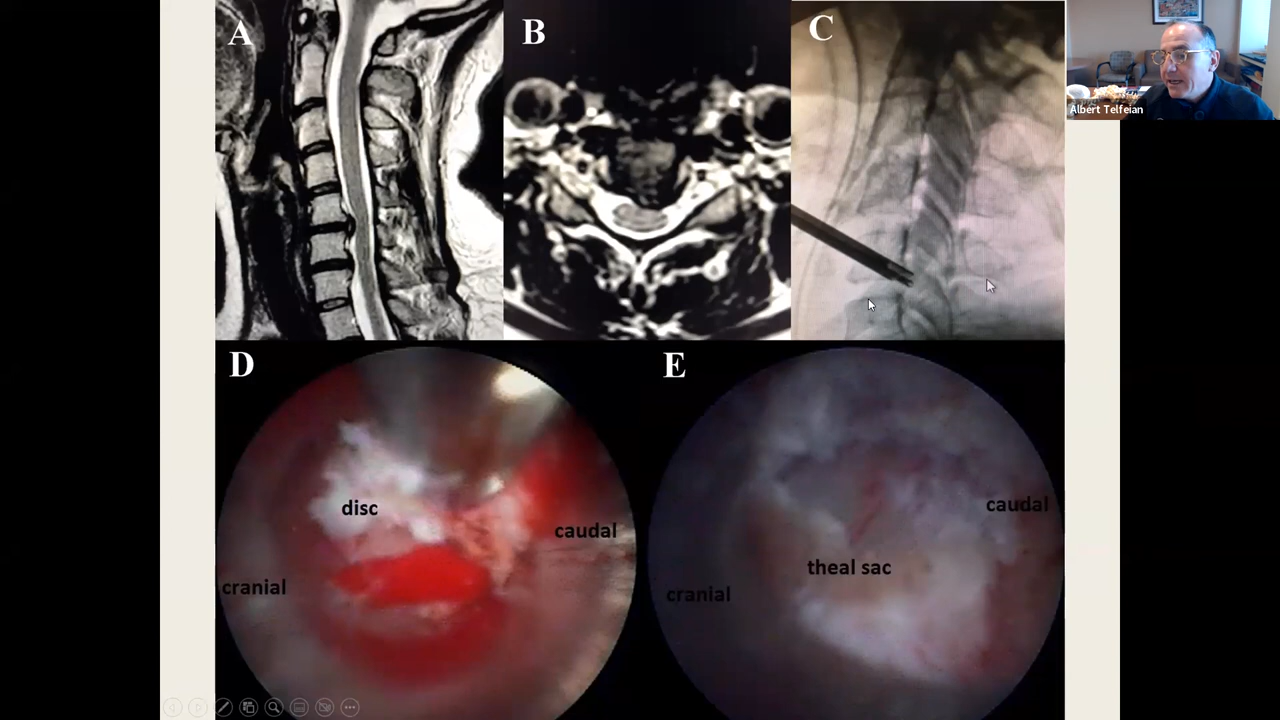 A
B
C
Albert Telfeian
D
E
disc
caudal
cranial
caudal
theal sac
cranial